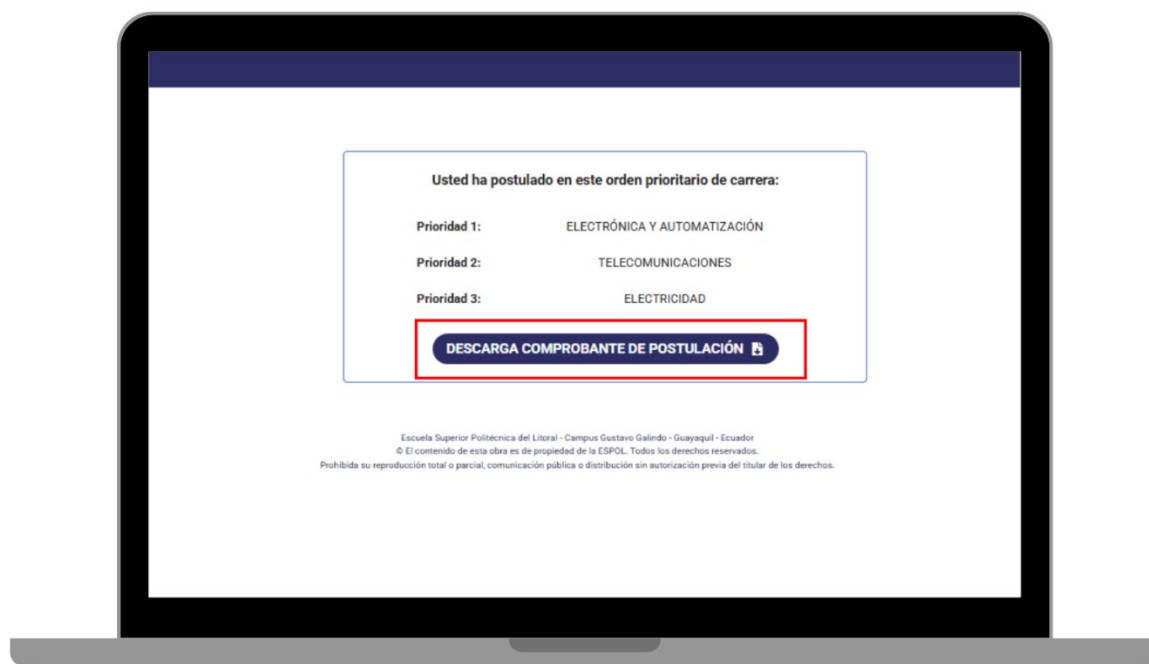 Usted ha postulado en este orden prioritario de carrera:
Prioridad 1: ELECTRÓNICA Y AUTOMATIZACIÓN
Prioridad 2: TELECOMUNICACIONES
Prioridad 3: ELECTRICIDAD
DESCARGA COMPROBANTE DE POSTULACIÓN
Escuela Superior Politécnica del Litoral - Campus Gustavo Galindo - Guayaquil - Ecuador
© El contenido de esta obra es de propiedad de la ESPOL. Todos los derechos reservados.
Prohibida su reproducción total o parcial, comunicación pública o distribución sin autorización previa del titular de los derechos.